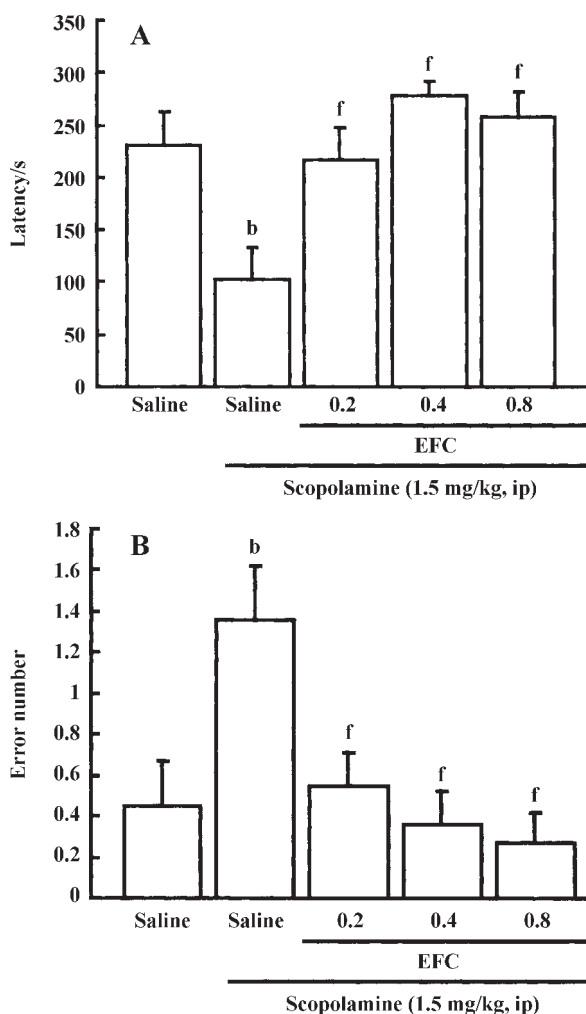 A
350
300
250
200
150
100
50
0
Latency/s
b
f
f
f
Saline Saline 0.2 0.4 0.8
EFC
Scopolamine (1.5 mg/kg, ip)
B
1.8
1.6
1.4
1.2
1
0.8
0.6
0.4
0.2
0
Error number
b
f
f
f
Saline Saline 0.2 0.4 0.8
EFC
Scopolamine (1.5 mg/kg, ip)